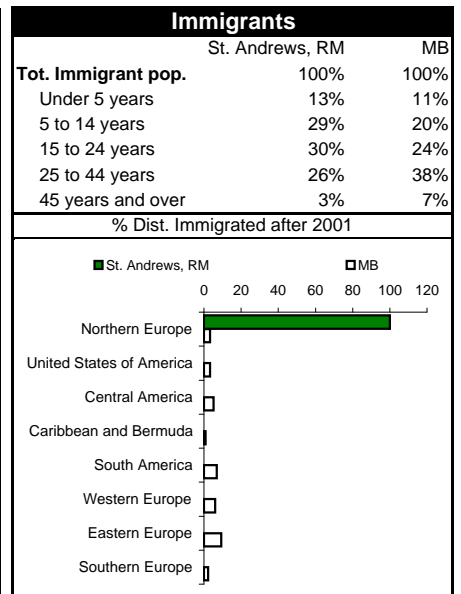 Immigrants
St. Andrews, RM MB
Tot. Immigrant pop. 100% 100%
Under 5 years 13% 11%
5 to 14 years 29% 20%
15 to 24 years 30% 24%
25 to 44 years 26% 38%
45 years and over 3% 7%
% Dist. Immigrated after 2001
St. Andrews, RM MB
0 20 40 60 80 100 120
Northern Europe
United States of America
Central America
Caribbean and Bermuda
South America
Western Europe
Eastern Europe
Southern Europe